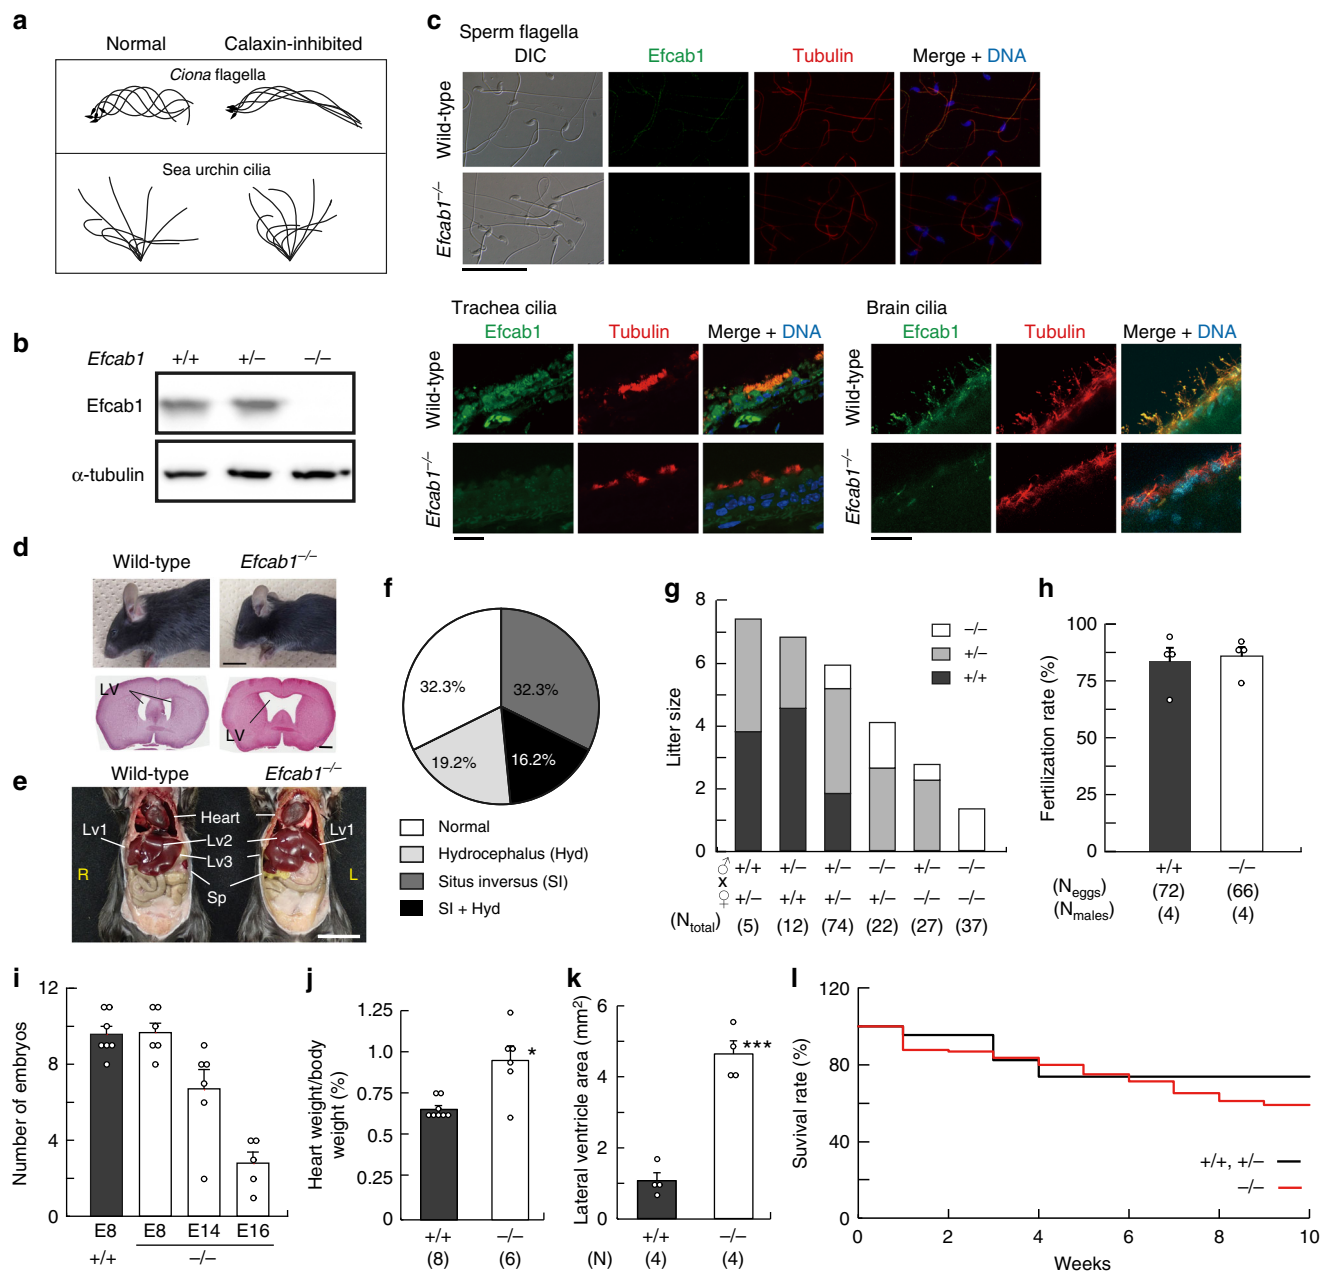 a
Normal Calaxin-inhibited
Ciona flagella
Sea urchin cilia
b
Efcab1 +/+ +/– –/–
Efcab1
α-tubulin
c
Sperm flagella
DIC Efcab1 Tubulin Merge + DNA
Wild-type
Efcab1–/–
Trachea cilia
Efcab1 Tubulin Merge + DNA
Wild-type
Efcab1–/–
Brain cilia
Efcab1 Tubulin Merge + DNA
Wild-type
Efcab1–/–
d
Wild-type Efcab1–/–
LV
LV
e
Wild-type Efcab1–/–
Heart
Lv1 Lv2 Lv1
Lv3
R L
Sp
f
32.3% 32.3%
19.2% 16.2%
Normal
Hydrocephalus (Hyd)
Situs inversus (SI)
SI + Hyd
g
Litter size
8
6
4
2
0
–/–
+/–
+/+
♂ +/+ +/– +/– –/– +/– –/–
x
♀ +/– +/+ +/– +/– –/– –/–
(Ntotal) (5) (12) (74) (22) (27) (37)
h
Fertilization rate (%)
100
75
50
25
0
+/+ –/–
(Neggs) (72) (66)
(Nmales) (4) (4)
i
Number of embryos
12
8
4
0
E8 E8 E14 E16
+/+ –/–
j
Heart weight/body
weight (%)
1.25
1.0
0.75
0.5
0.25
0
*
+/+ –/–
(8) (6)
k
Lateral ventricle area (mm2)
6
4
2
0
***
+/+ –/–
(N) (4) (4)
l
Suvival rate (%)
120
80
40
0
+/+, +/–
–/–
0 2 4 6 8 10
Weeks